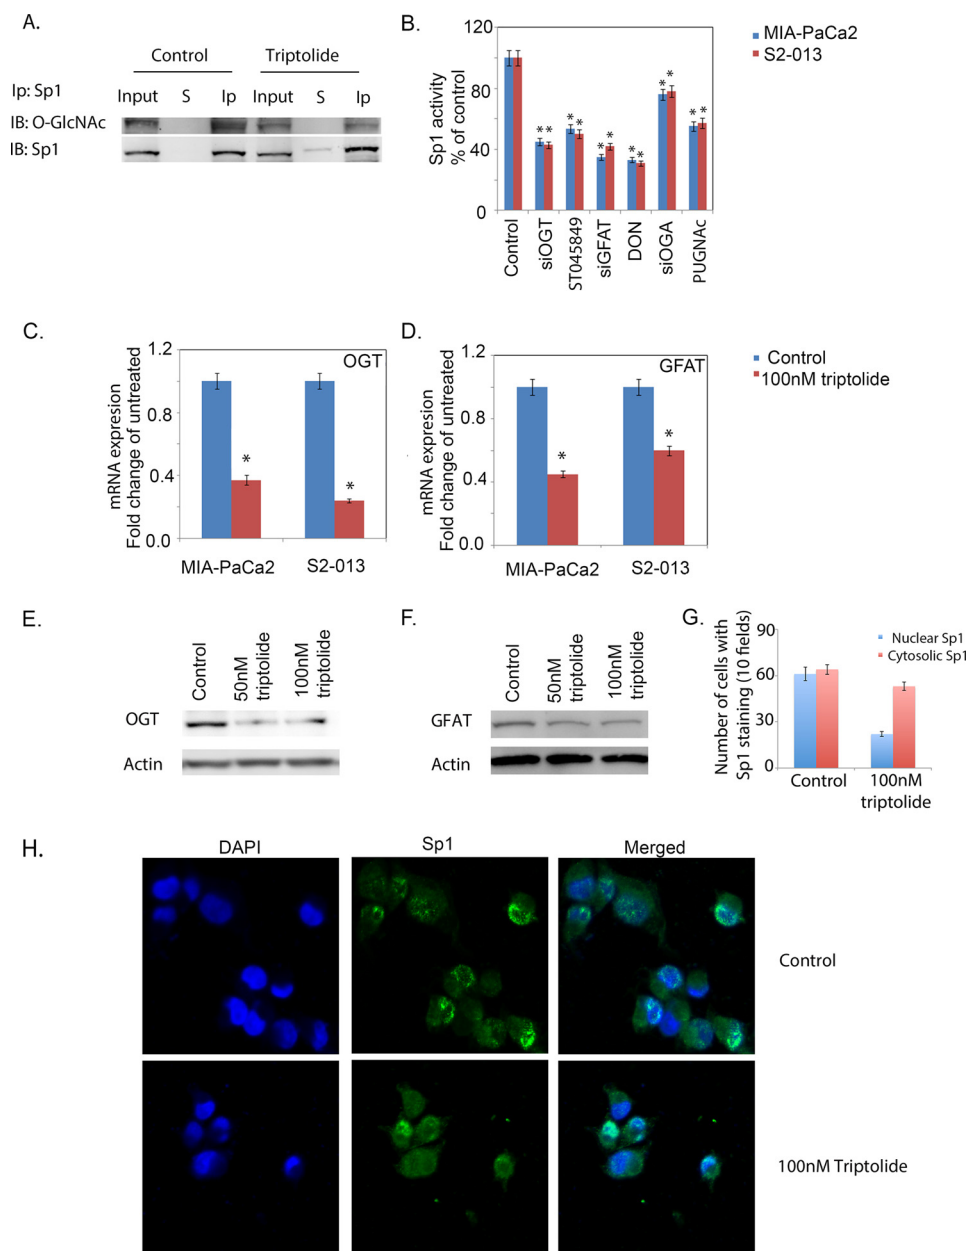 A.
Control
Triptolide
Ip: Sp1
Input
S
Ip
Input
S
Ip
IB: O-GlcNAc
IB: Sp1
B.
Sp1 activity
% of control
120
80
40
0
**
**
**
**
**
**
Control
siOGT
ST045849
siGFAT
DON
siOGA
PUGNAc
MIA-PaCa2
S2-013
C.
mRNA expresion
Fold change of untreated
1.2
0.8
0.4
0.0
OGT
*
*
MIA-PaCa2
S2-013
D.
mRNA expresion
Fold change of untreated
1.2
0.8
0.4
0.0
GFAT
*
*
MIA-PaCa2
S2-013
Control
100nM triptolide
E.
Control
50nM
triptolide
100nM
triptolide
OGT
Actin
F.
Control
50nM
triptolide
100nM
triptolide
GFAT
Actin
G.
Number of cells with
Sp1 staining (10 fields)
90
60
30
0
Nuclear Sp1
Cytosolic Sp1
Control
100nM
triptolide
H.
DAPI
Sp1
Merged
Control
100nM Triptolide